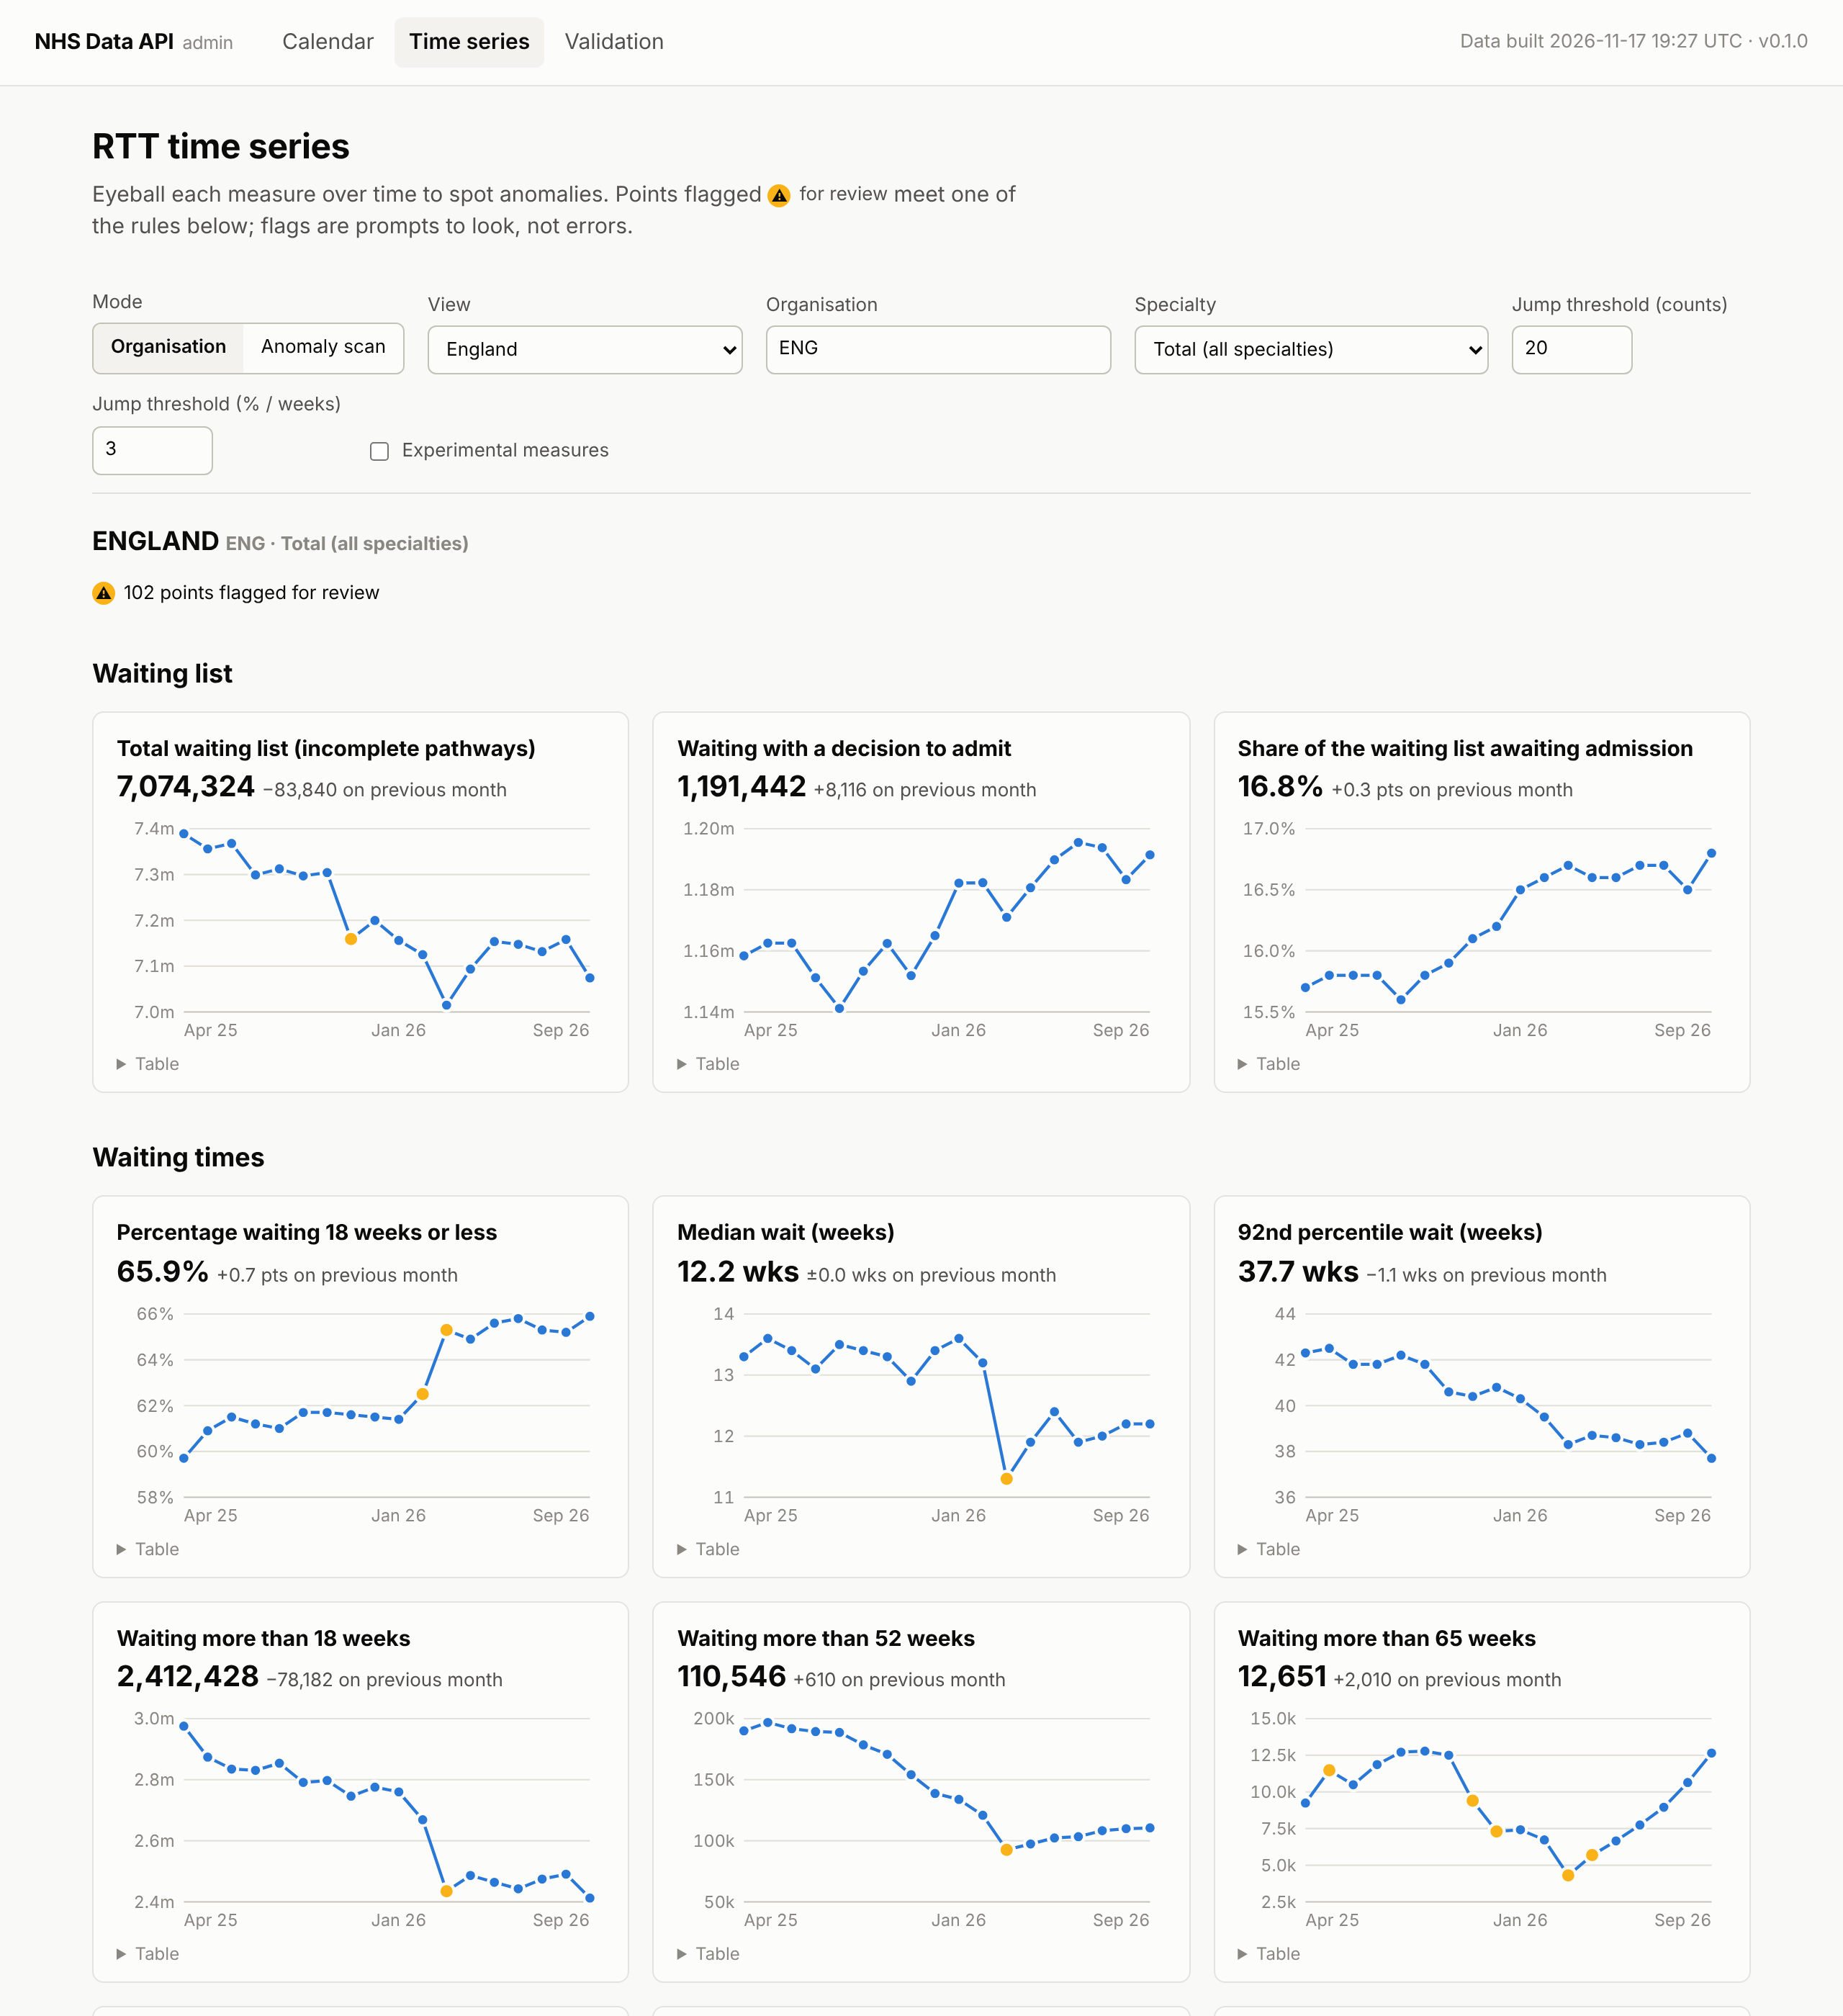 NHS Data API admin Calendar Time series Validation Data built 2026-11-17 19:27 UTC · v0.1.0
RTT time series
Eyeball each measure over time to spot anomalies. Points flagged for review meet one of
the rules below; flags are prompts to look, not errors.
Mode View Organisation Specialty Jump threshold (counts)
Organisation Anomaly scan England ENG Total (all specialties) 20
Jump threshold (% / weeks)
3 Experimental measures
ENGLAND ENG · Total (all specialties)
102 points flagged for review
Waiting list
Total waiting list (incomplete pathways)
7,074,324 −83,840 on previous month
7.4m
7.3m
7.2m
7.1m
7.0m
Apr 25 Jan 26 Sep 26
Table
Waiting with a decision to admit
1,191,442 +8,116 on previous month
1.20m
1.18m
1.16m
1.14m
Apr 25 Jan 26 Sep 26
Table
Share of the waiting list awaiting admission
16.8% +0.3 pts on previous month
17.0%
16.5%
16.0%
15.5%
Apr 25 Jan 26 Sep 26
Table
Waiting times
Percentage waiting 18 weeks or less
65.9% +0.7 pts on previous month
66%
64%
62%
60%
58%
Apr 25 Jan 26 Sep 26
Table
Median wait (weeks)
12.2 wks ±0.0 wks on previous month
14
13
12
11
Apr 25 Jan 26 Sep 26
Table
92nd percentile wait (weeks)
37.7 wks −1.1 wks on previous month
44
42
40
38
36
Apr 25 Jan 26 Sep 26
Table
Waiting more than 18 weeks
2,412,428 −78,182 on previous month
3.0m
2.8m
2.6m
2.4m
Apr 25 Jan 26 Sep 26
Table
Waiting more than 52 weeks
110,546 +610 on previous month
200k
150k
100k
50k
Apr 25 Jan 26 Sep 26
Table
Waiting more than 65 weeks
12,651 +2,010 on previous month
15.0k
12.5k
10.0k
7.5k
5.0k
2.5k
Apr 25 Jan 26 Sep 26
Table